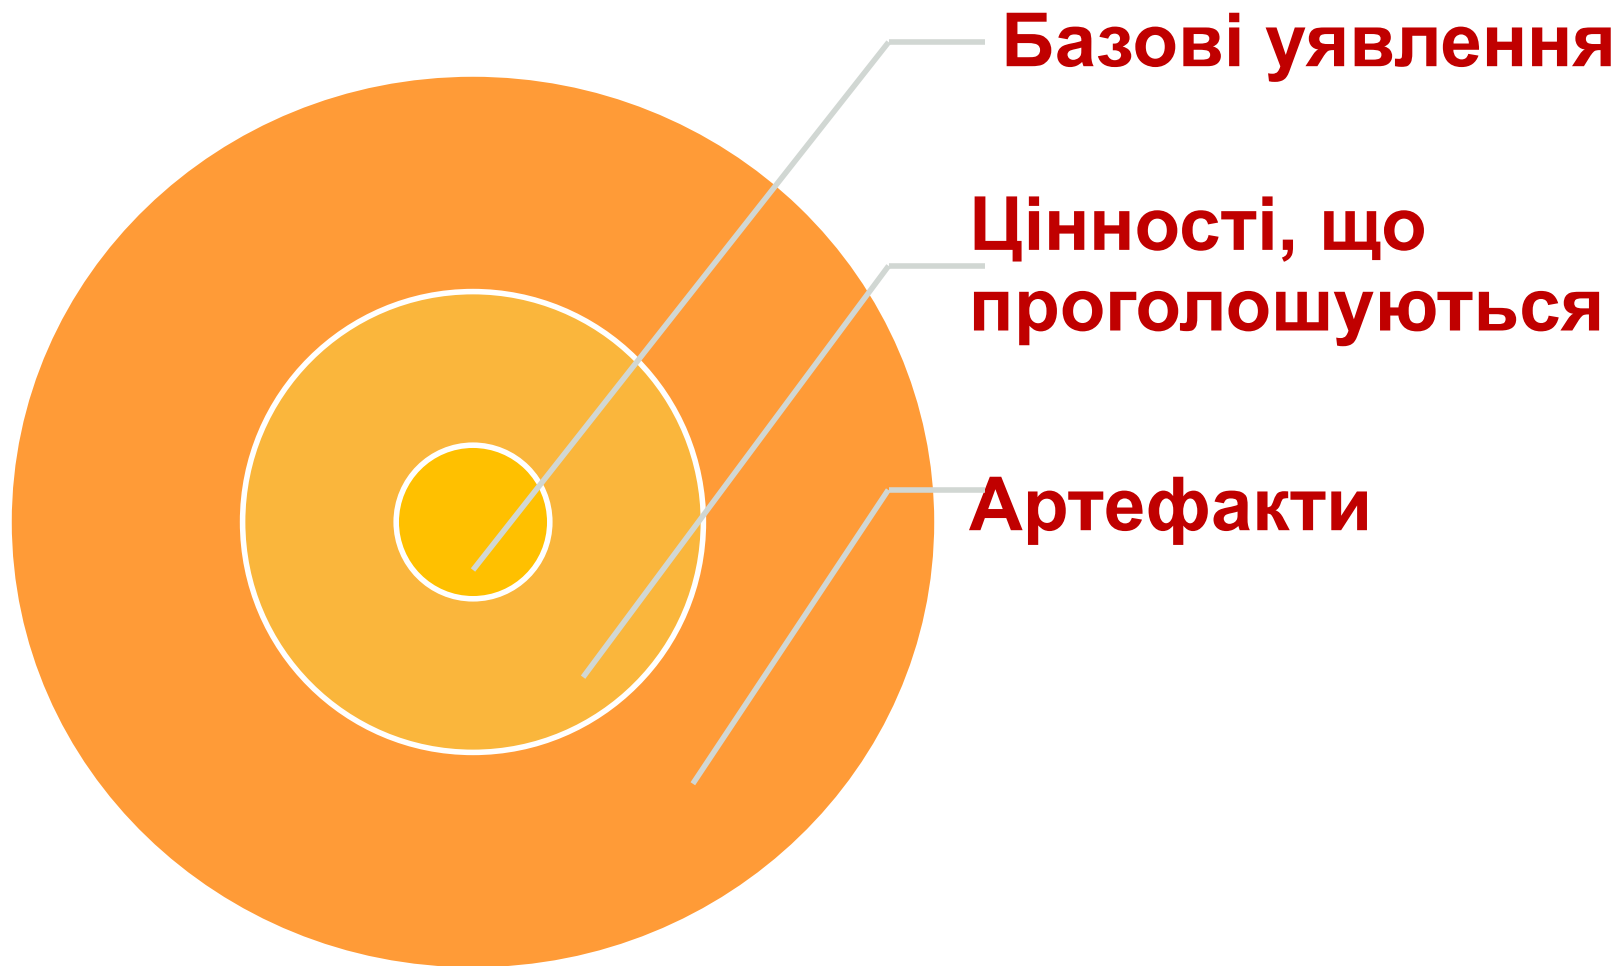 Базові уявлення
Цінності, що
проголошуються
Артефакти